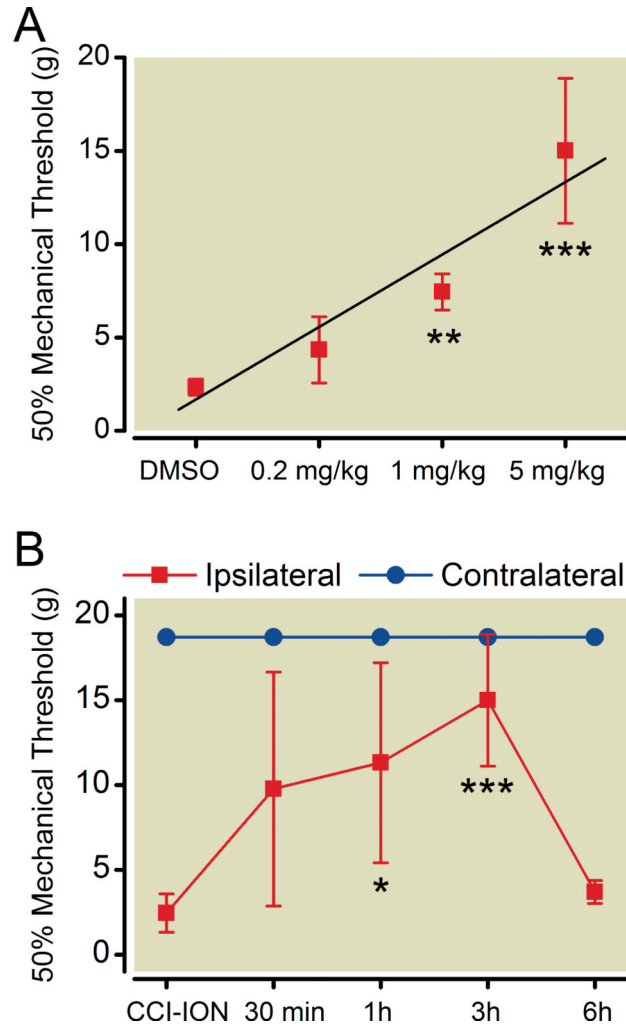 A
50% Mechanical Threshold (g)
20
15
10
5
0
***
**
DMSO 0.2 mg/kg 1 mg/kg 5 mg/kg
B
Ipsilateral Contralateral
50% Mechanical Threshold (g)
20
15
10
5
0
***
*
CCI-ION 30 min 1h 3h 6h